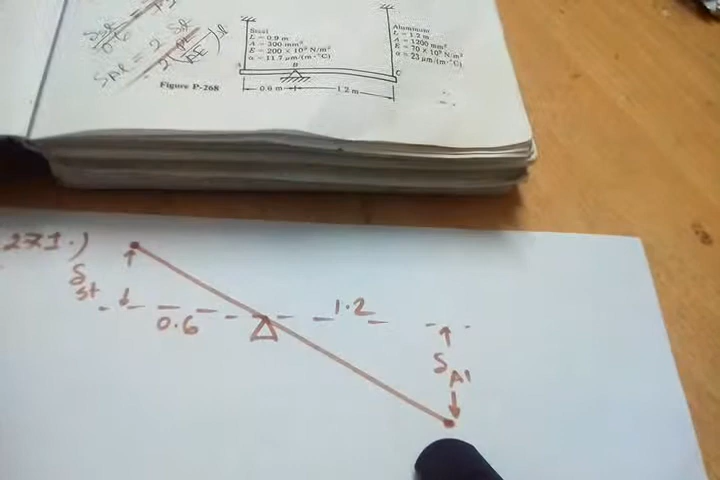 Steel
L = 0.9 m
A = 300 mm²
E = 200 × 10⁹ N/m²
α = 11.7 μm/(m·°C)
Aluminum
L = 1.2 m
A = 1200 mm²
E = 70 × 10⁹ N/m²
α = 23 μm/(m·°C)
B
C
0.6 m
1.2 m
Figure P-268
271.)
δst
0.6
1.2
δAl